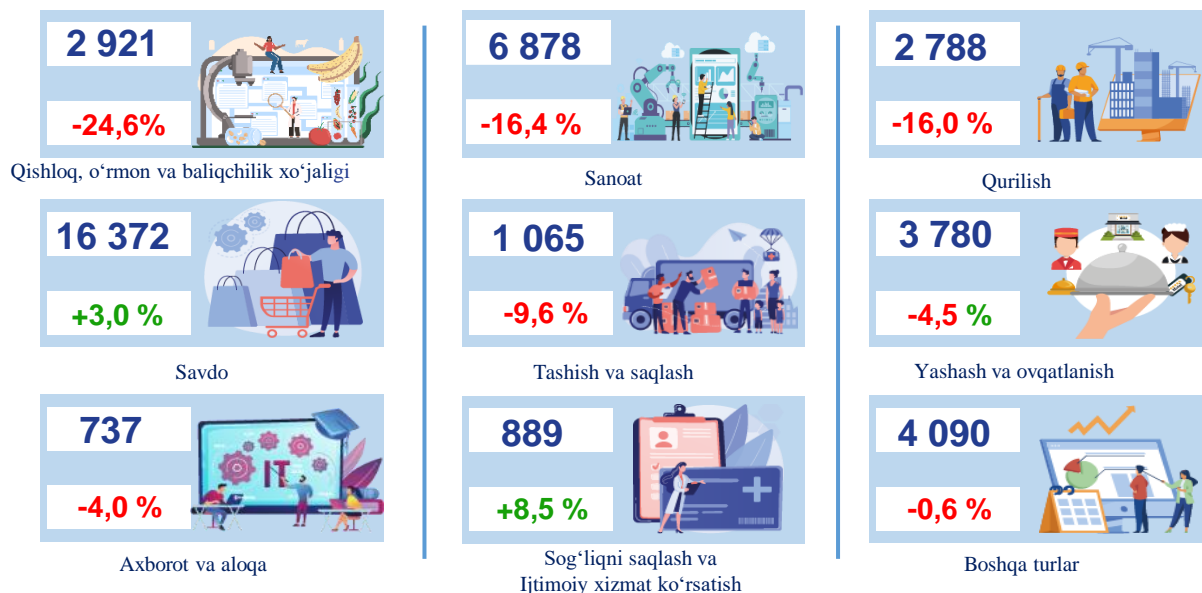 2 921
-24,6%
Qishloq, o‘rmon va baliqchilik xo‘jaligi
6 878
-16,4 %
Sanoat
2 788
-16,0 %
Qurilish
16 372
+3,0 %
Savdo
1 065
-9,6 %
Tashish va saqlash
3 780
-4,5 %
Yashash va ovqatlanish
737
-4,0 %
IT
Axborot va aloqa
889
+8,5 %
Sog‘liqni saqlash va
Ijtimoiy xizmat ko‘rsatish
4 090
-0,6 %
Boshqa turlar